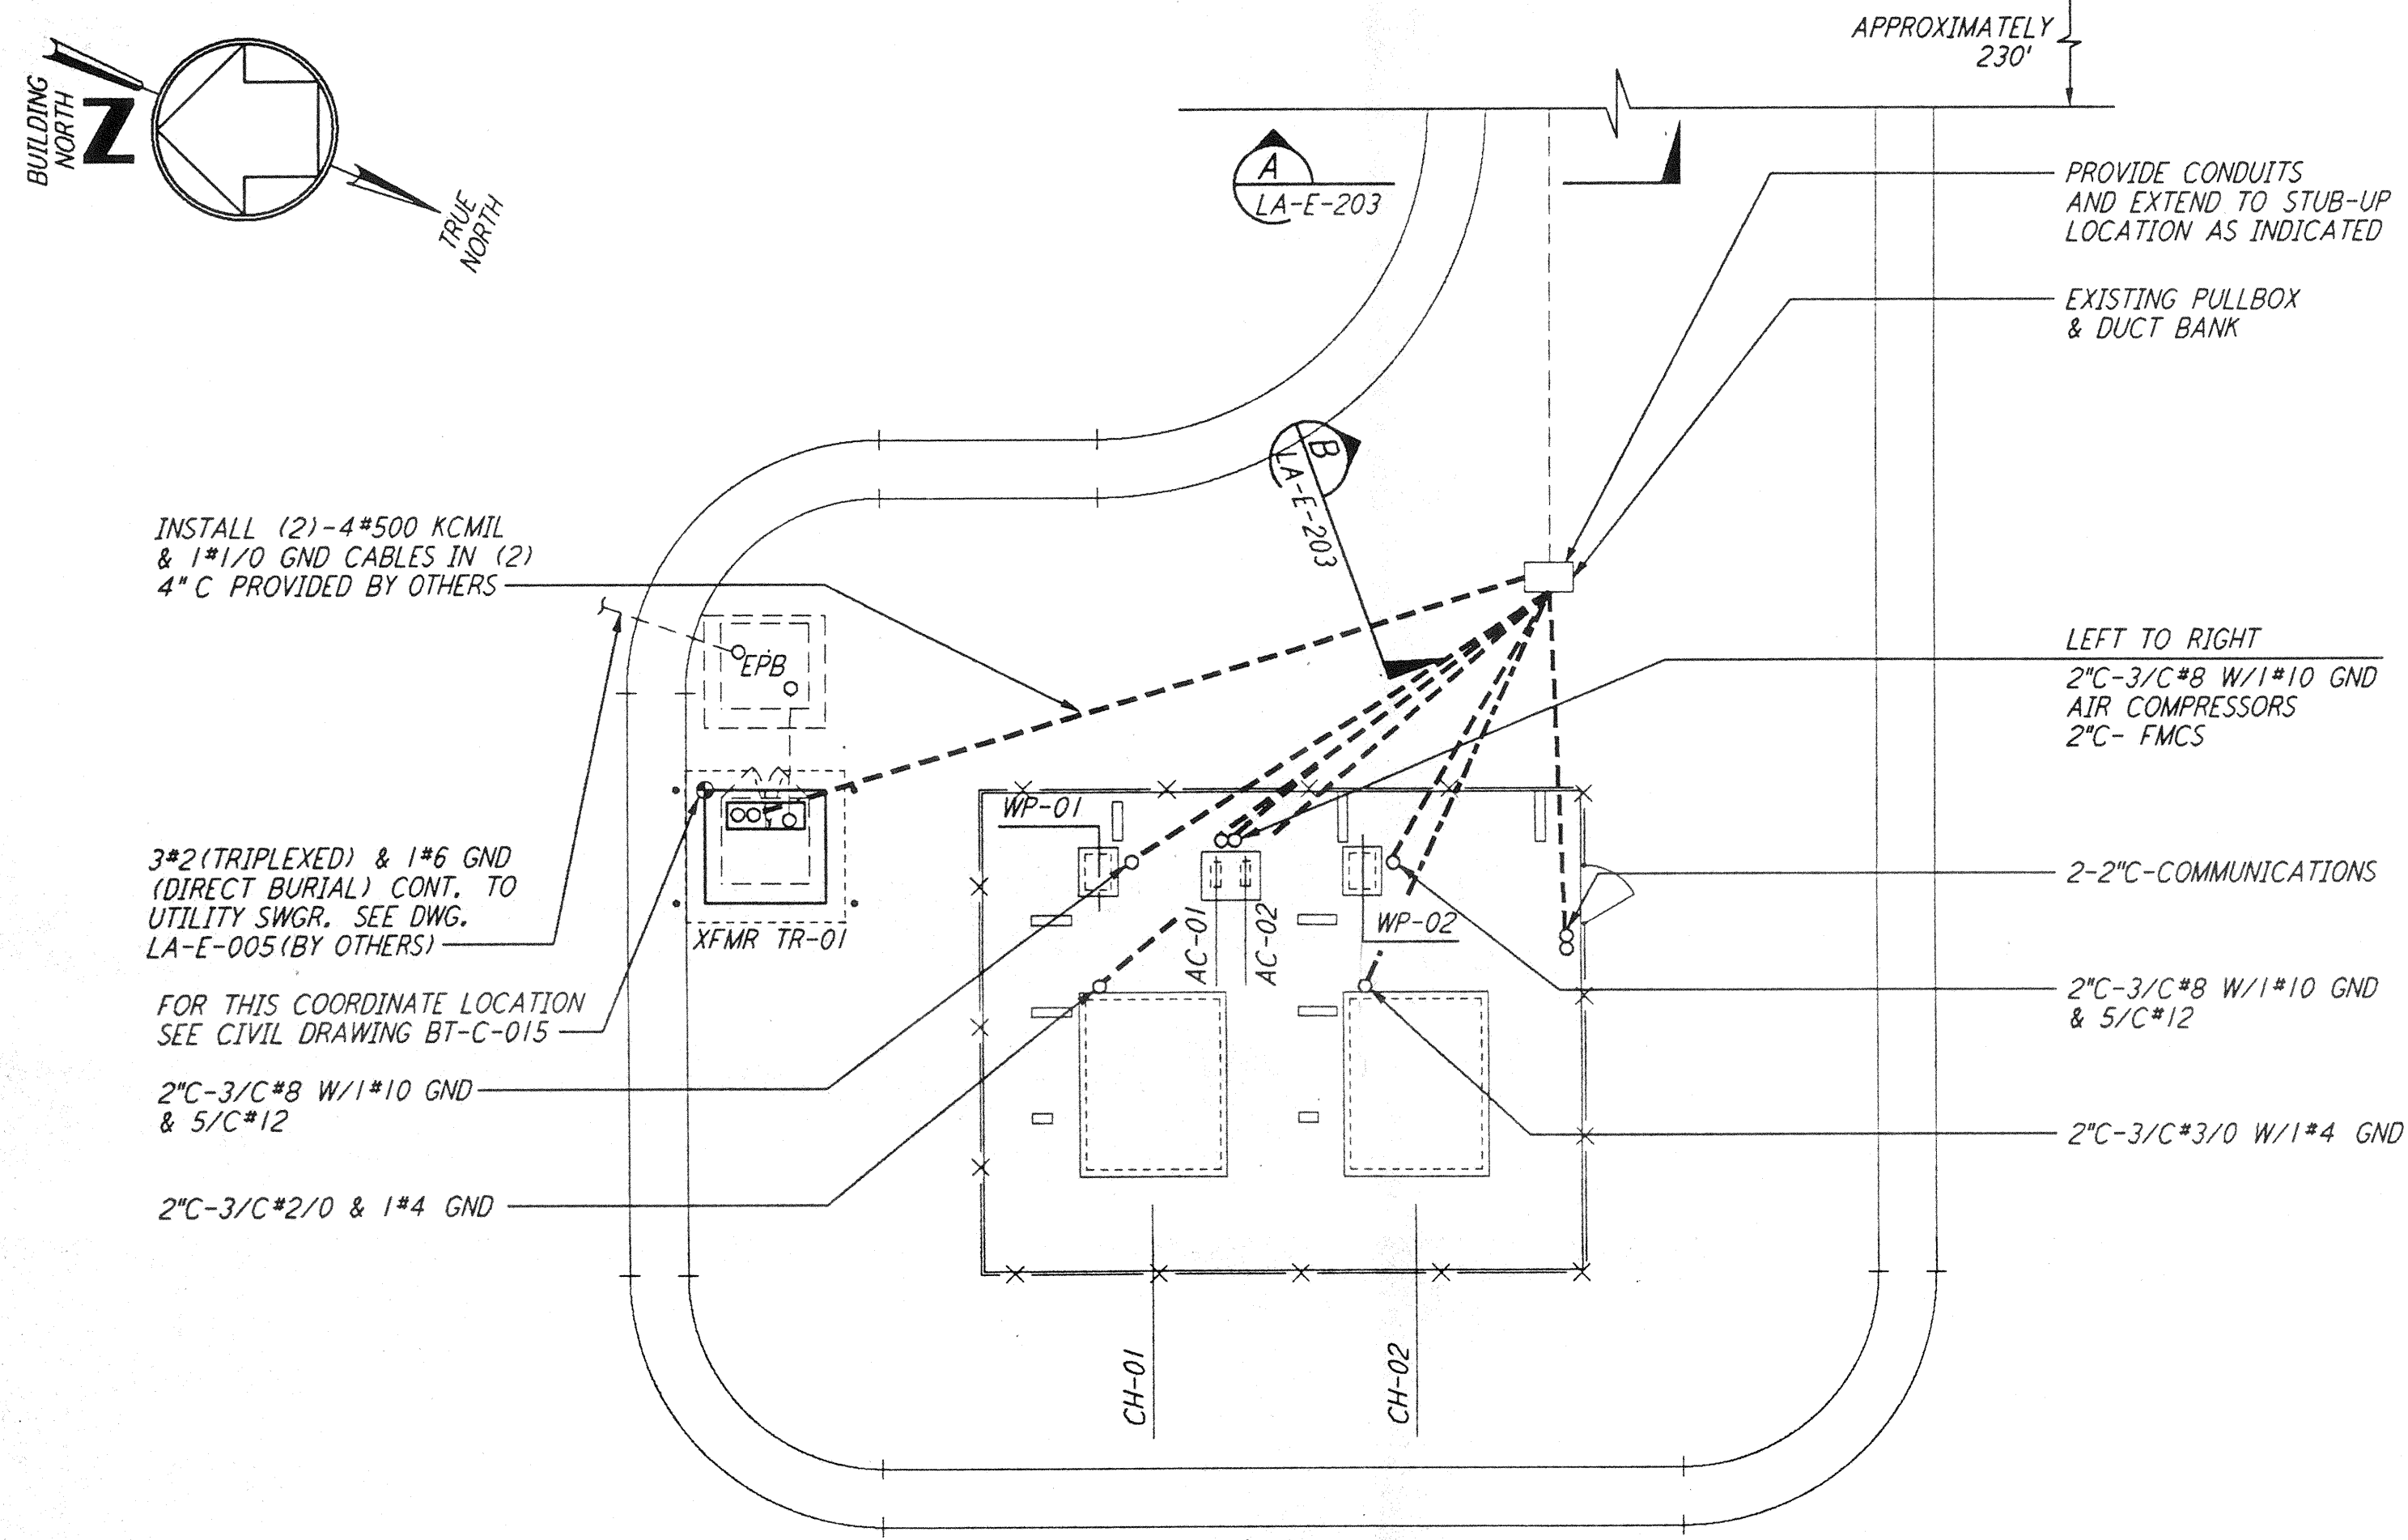 APPROXIMATELY
230'
BUILDING
NORTH
N
TRUE
NORTH
A
LA-E-203
PROVIDE CONDUITS
AND EXTEND TO STUB-UP
LOCATION AS INDICATED
EXISTING PULLBOX
& DUCT BANK
B
LA-E-203
INSTALL (2)-4#500 KCMIL
& 1#1/0 GND CABLES IN (2)
4" C PROVIDED BY OTHERS
EPB
LEFT TO RIGHT
2"C-3/C#8 W/1#10 GND
AIR COMPRESSORS
2"C- FMCS
WP-01
3#2(TRIPLEXED) & 1#6 GND
(DIRECT BURIAL) CONT. TO
UTILITY SWGR. SEE DWG.
LA-E-005(BY OTHERS)
XFMR TR-01
AC-01
AC-02
WP-02
2-2"C-COMMUNICATIONS
FOR THIS COORDINATE LOCATION
SEE CIVIL DRAWING BT-C-015
2"C-3/C#8 W/1#10 GND
& 5/C#12
2"C-3/C#8 W/1#10 GND
& 5/C#12
2"C-3/C#3/0 W/1#4 GND
2"C-3/C#2/0 & 1#4 GND
CH-01
CH-02